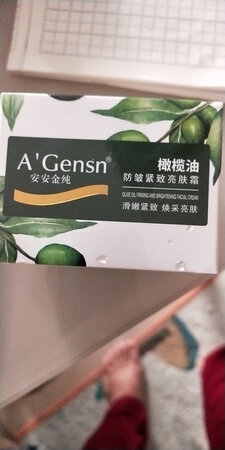 A'Gensn®
安安金纯
橄榄油
防皱紧致亮肤霜
OLIVE OIL FIRMING AND BRIGHTENING FACIAL CREAM
滑嫩紧致 焕采亮肤